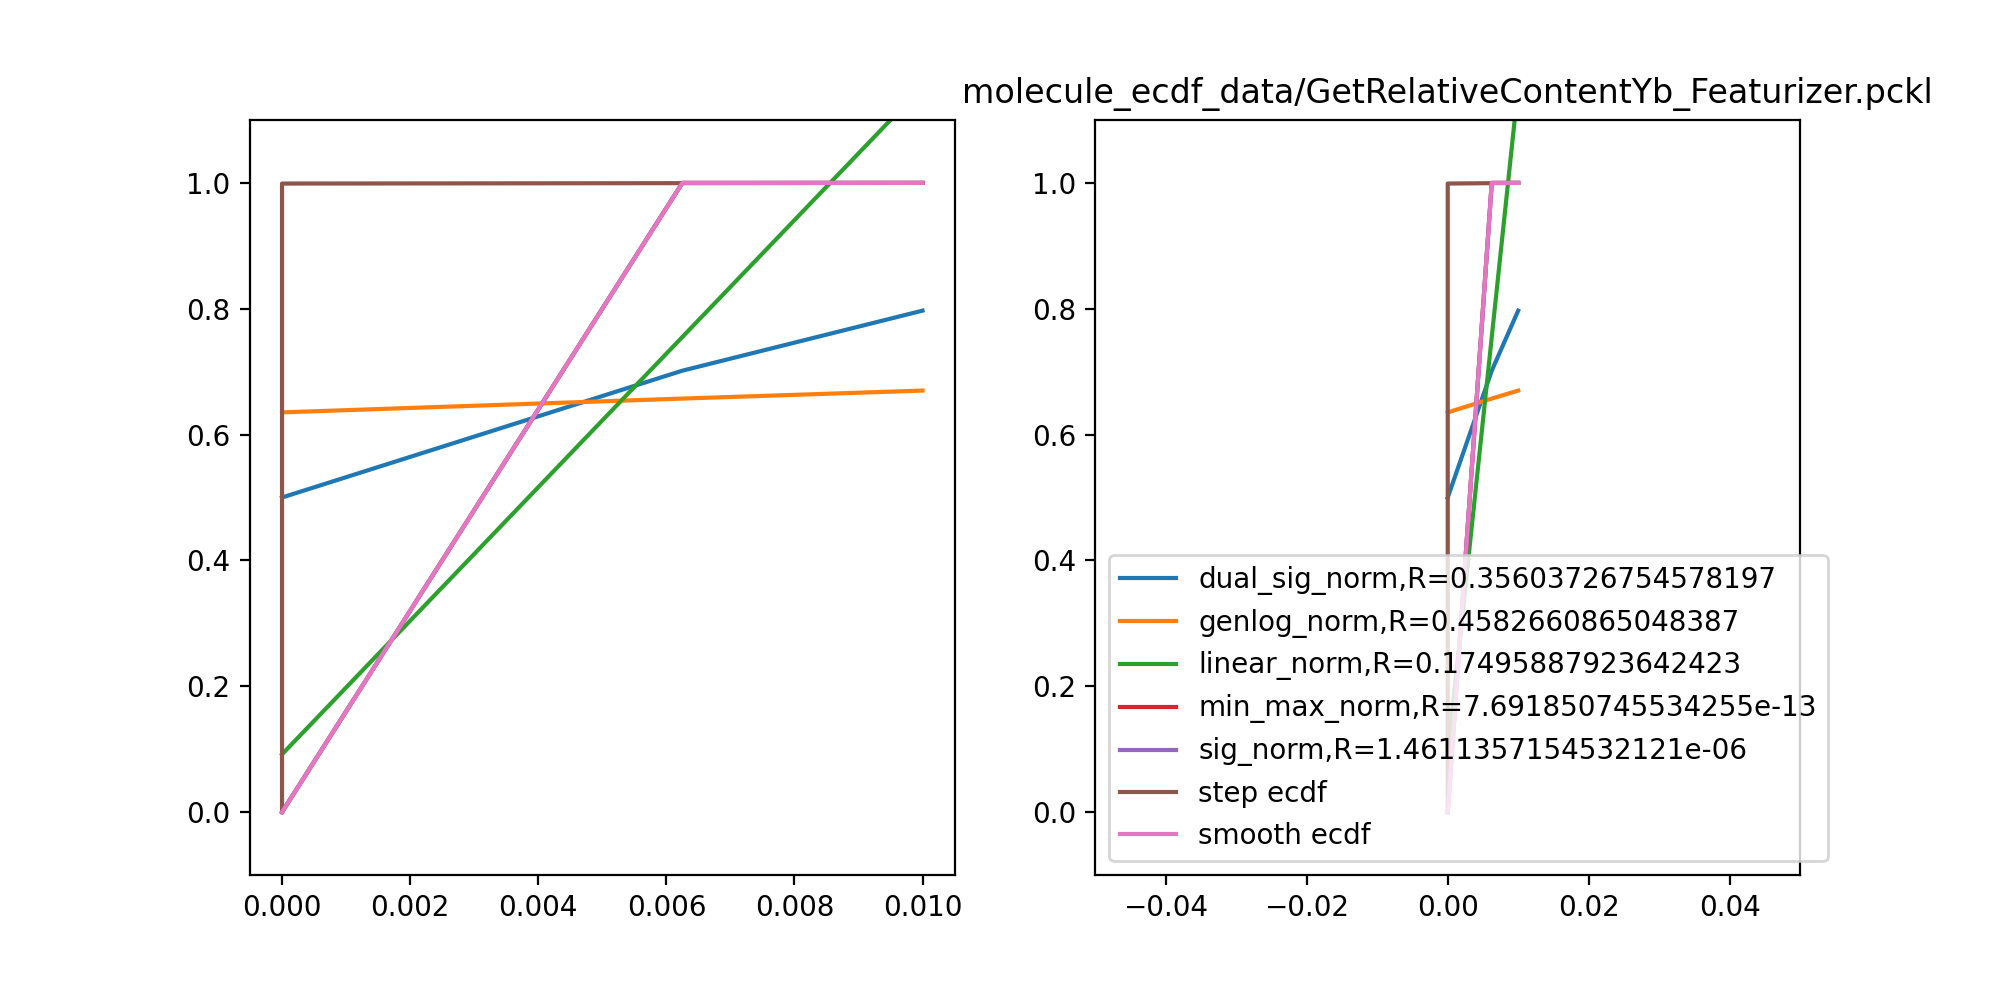 molecule_ecdf_data/GetRelativeContentYb_Featurizer.pckl
1.0
0.8
0.6
0.4
0.2
0.0
0.000 0.002 0.004 0.006 0.008 0.010
1.0
0.8
0.6
0.4
0.2
0.0
dual_sig_norm,R=0.35603726754578197
genlog_norm,R=0.4582660865048387
linear_norm,R=0.17495887923642423
min_max_norm,R=7.691850745534255e-13
sig_norm,R=1.4611357154532121e-06
step ecdf
smooth ecdf
−0.04 −0.02 0.00 0.02 0.04